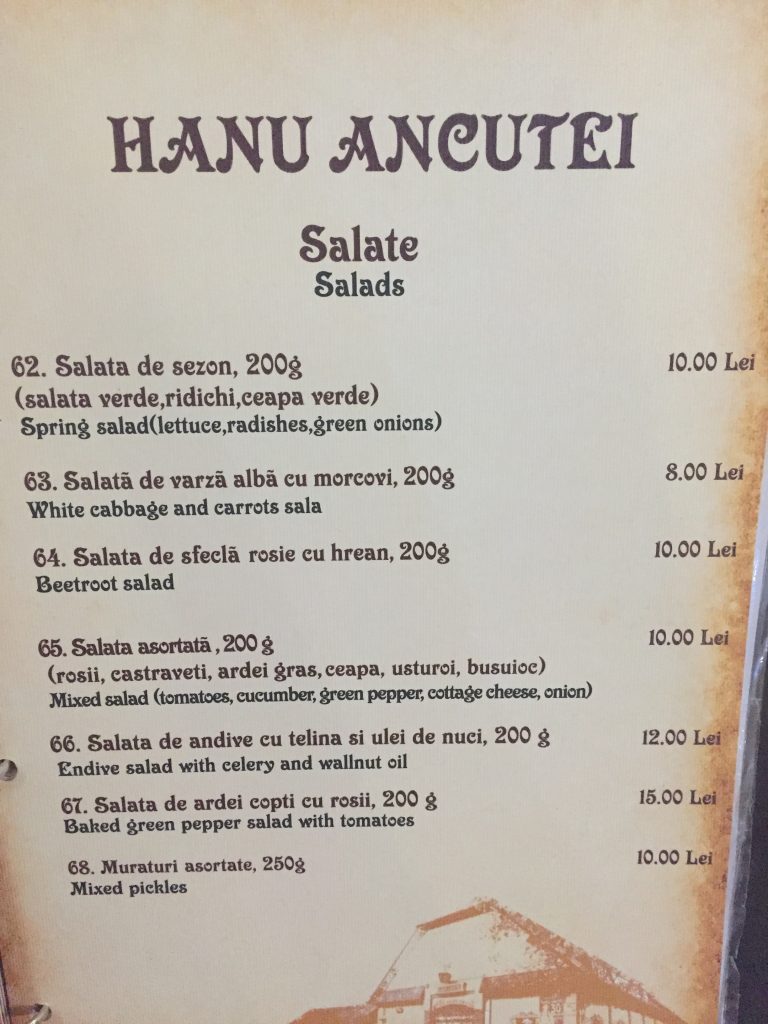 HANU ANCUTEI
Salate
Salads
62. Salata de sezon, 200g 10.00 Lei
(salata verde,ridichi,ceapa verde)
Spring salad(lettuce,radishes,green onions)
63. Salatã de varzã albã cu morcovi, 200g 8.00 Lei
White cabbage and carrots sala
64. Salata de sfeclã rosie cu hrean, 200g 10.00 Lei
Beetroot salad
65. Salata asortatã , 200 g 10.00 Lei
(rosii, castraveti, ardei gras, ceapa, usturoi, busuioc)
Mixed salad (tomatoes, cucumber, green pepper, cottage cheese, onion)
66. Salata de andive cu telina si ulei de nuci, 200 g 12.00 Lei
Endive salad with celery and wallnut oil
67. Salata de ardei copti cu rosii, 200 g 15.00 Lei
Baked green pepper salad with tomatoes
68. Muraturi asortate, 250g 10.00 Lei
Mixed pickles